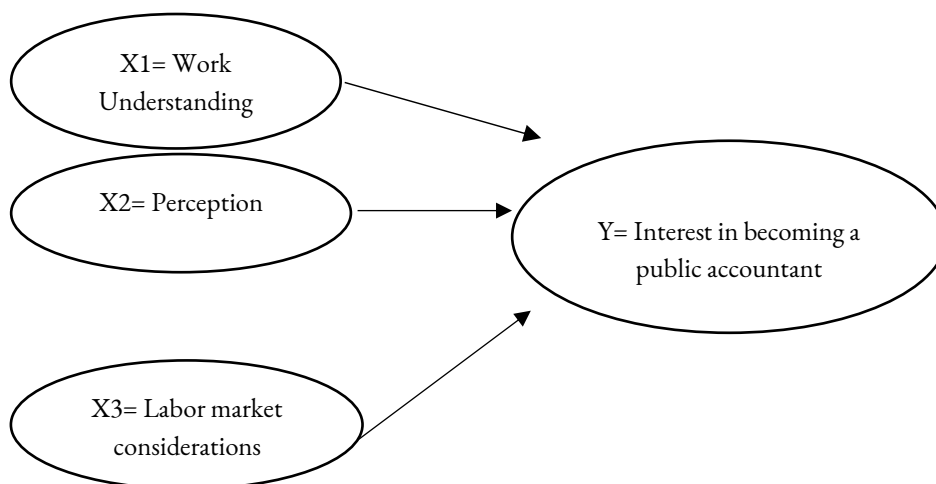 X1= Work
Understanding
X2= Perception
Y= Interest in becoming a
public accountant
X3= Labor market
considerations